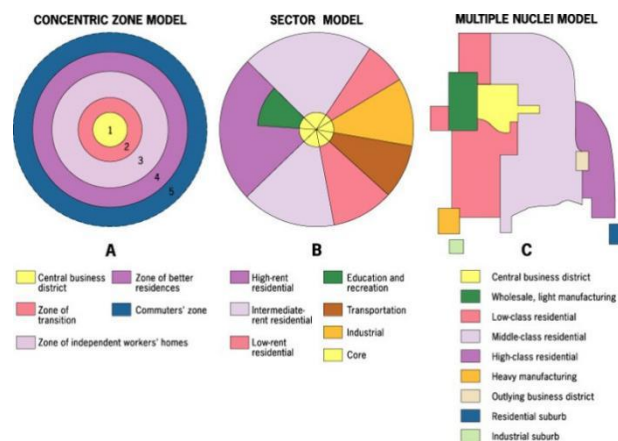 CONCENTRIC ZONE MODEL
SECTOR MODEL
MULTIPLE NUCLEI MODEL
1
2
3
4
5
A
B
C
Central business
district
Zone of better
residences
Zone of
transition
Commuters' zone
Zone of independent workers' homes
High-rent
residential
Education and
recreation
Intermediate-
rent residential
Transportation
Industrial
Low-rent
residential
Core
Central business district
Wholesale, light manufacturing
Low-class residential
Middle-class residential
High-class residential
Heavy manufacturing
Outlying business district
Residential suburb
Industrial suburb